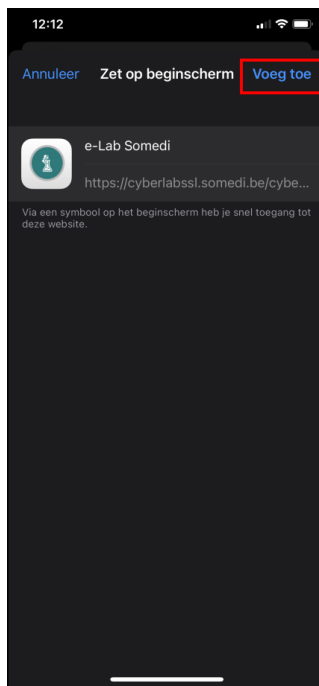 12:12
Annuleer Zet op beginscherm Voeg toe
e-Lab Somedi
https://cyberlabssl.somedi.be/cybe...
Via een symbool op het beginscherm heb je snel toegang tot
deze website.